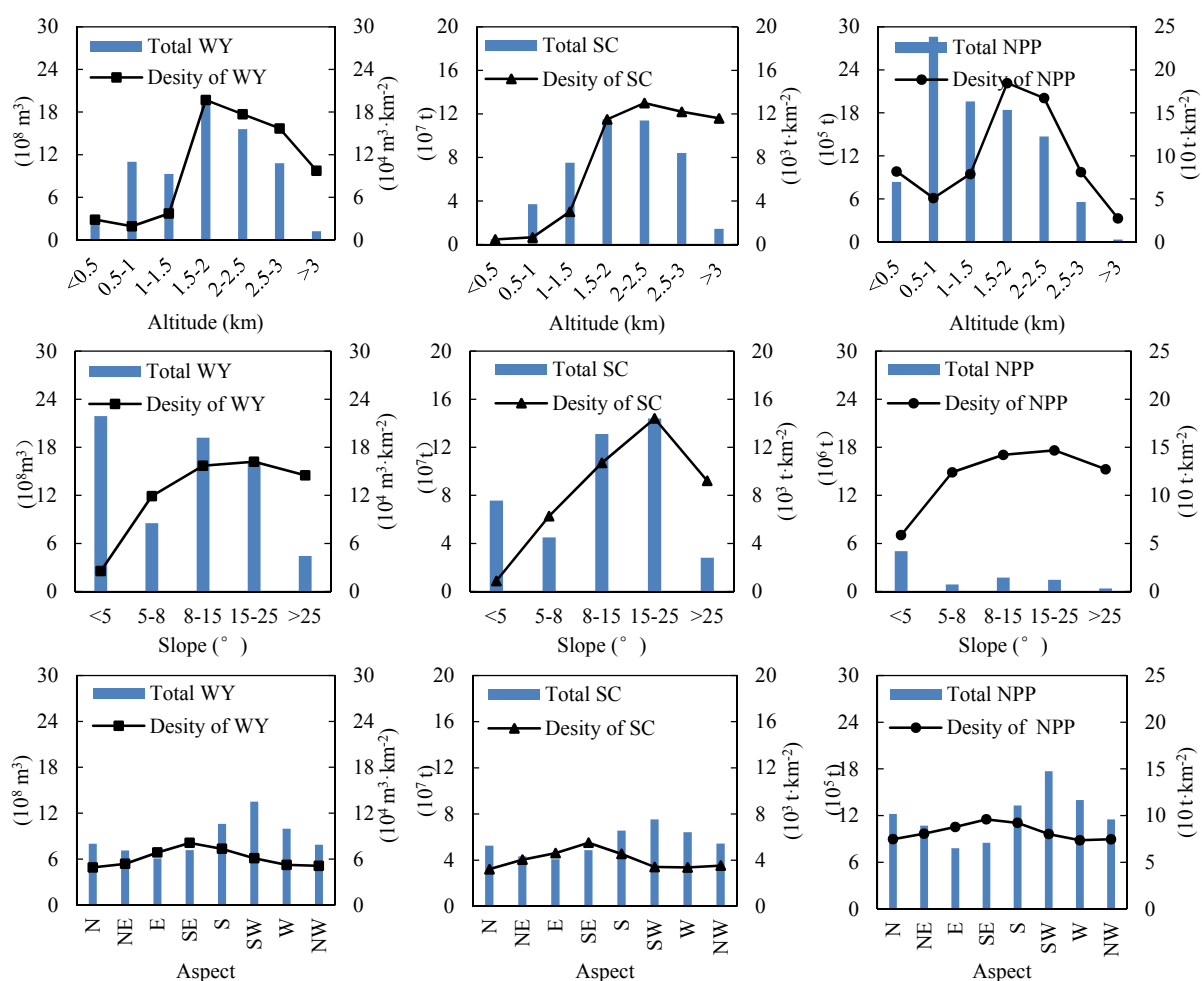 30
24
18
12
6
0
(10⁸ m³)
Total WY
Desity of WY
30
24
18
12
6
0
(10⁴ m³·km⁻²)
<0.5
0.5-1
1-1.5
1.5-2
2-2.5
2.5-3
>3
Altitude (km)
20
16
12
8
4
0
(10⁷ t)
Total SC
Desity of SC
20
16
12
8
4
0
(10³ t·km⁻²)
<0.5
0.5-1
1-1.5
1.5-2
2-2.5
2.5-3
>3
Altitude (km)
30
24
18
12
6
0
(10⁵ t)
Total NPP
Desity of NPP
25
20
15
10
5
0
(10 t·km⁻²)
<0.5
0.5-1
1-1.5
1.5-2
2-2.5
2.5-3
>3
Altitude (km)
30
24
18
12
6
0
(10⁸m³)
Total WY
Desity of WY
30
24
18
12
6
0
(10⁴ m³·km⁻²)
<5
5-8
8-15
15-25
>25
Slope (° )
20
16
12
8
4
0
(10⁷t)
Total SC
Desity of SC
20
16
12
8
4
0
(10³ t·km⁻²)
<5
5-8
8-15
15-25
>25
Slope (° )
30
24
18
12
6
0
(10⁶ t)
Total NPP
Desity of NPP
25
20
15
10
5
0
(10 t·km⁻²)
<5
5-8
8-15
15-25
>25
Slope (° )
30
24
18
12
6
0
(10⁸ m³)
Total WY
Desity of WY
30
24
18
12
6
0
(10⁴ m³·km⁻²)
N
NE
E
SE
S
SW
W
NW
Aspect
20
16
12
8
4
0
(10⁷ t)
Total SC
Desity of SC
20
16
12
8
4
0
(10³ t·km⁻²)
N
NE
E
SE
S
SW
W
NW
Aspect
30
24
18
12
6
0
(10⁵ t)
Total NPP
Desity of NPP
25
20
15
10
5
0
(10 t·km⁻²)
N
NE
E
SE
S
SW
W
NW
Aspect